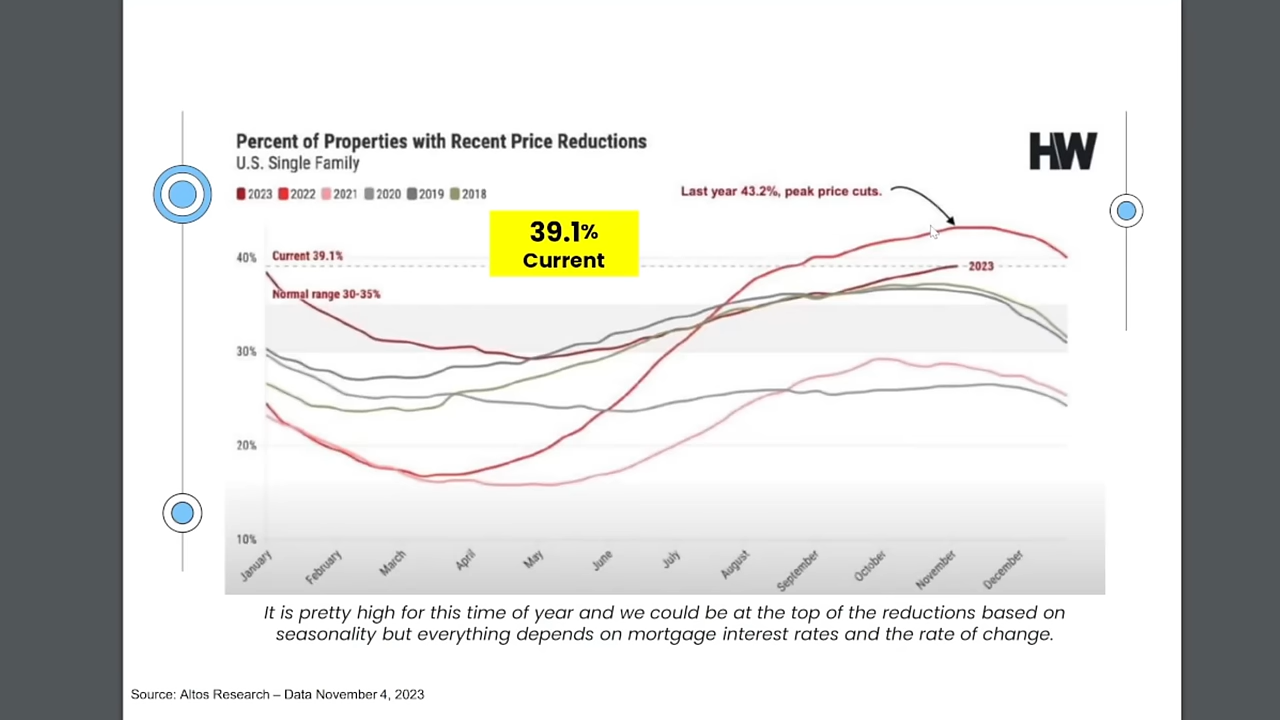 Percent of Properties with Recent Price Reductions
U.S. Single Family
HW
2023 2022 2021 2020 2019 2018
Last year 43.2%, peak price cuts.
39.1%
Current
40%
Current 39.1%
2023
Normal range 30-35%
30%
20%
10%
January
February
March
April
May
June
July
August
September
October
November
December
It is pretty high for this time of year and we could be at the top of the reductions based on
seasonality but everything depends on mortgage interest rates and the rate of change.
Source: Altos Research – Data November 4, 2023